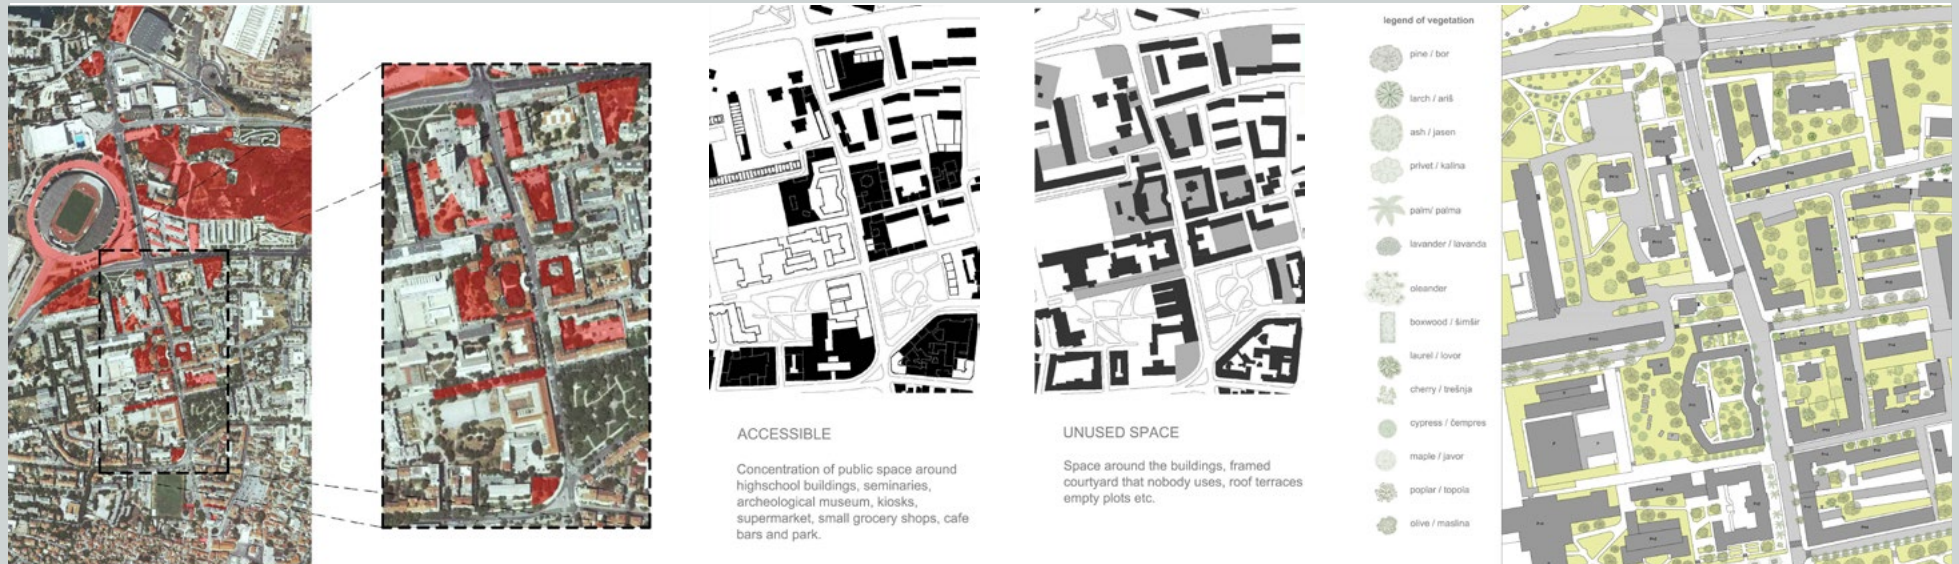 ACCESSIBLE
Concentration of public space around
highschool buildings, seminaries,
archeological museum, kiosks,
supermarket, small grocery shops, cafe
bars and park.
UNUSED SPACE
Space around the buildings, framed
courtyard that nobody uses, roof terraces
empty plots etc.
legend of vegetation
pine / bor
larch / ariš
ash / jasen
privet / kalina
palm/ palma
lavander / lavanda
oleander
boxwood / šimšir
laurel / lovor
cherry / trešnja
cypress / čempres
maple / javor
poplar / topola
olive / maslina